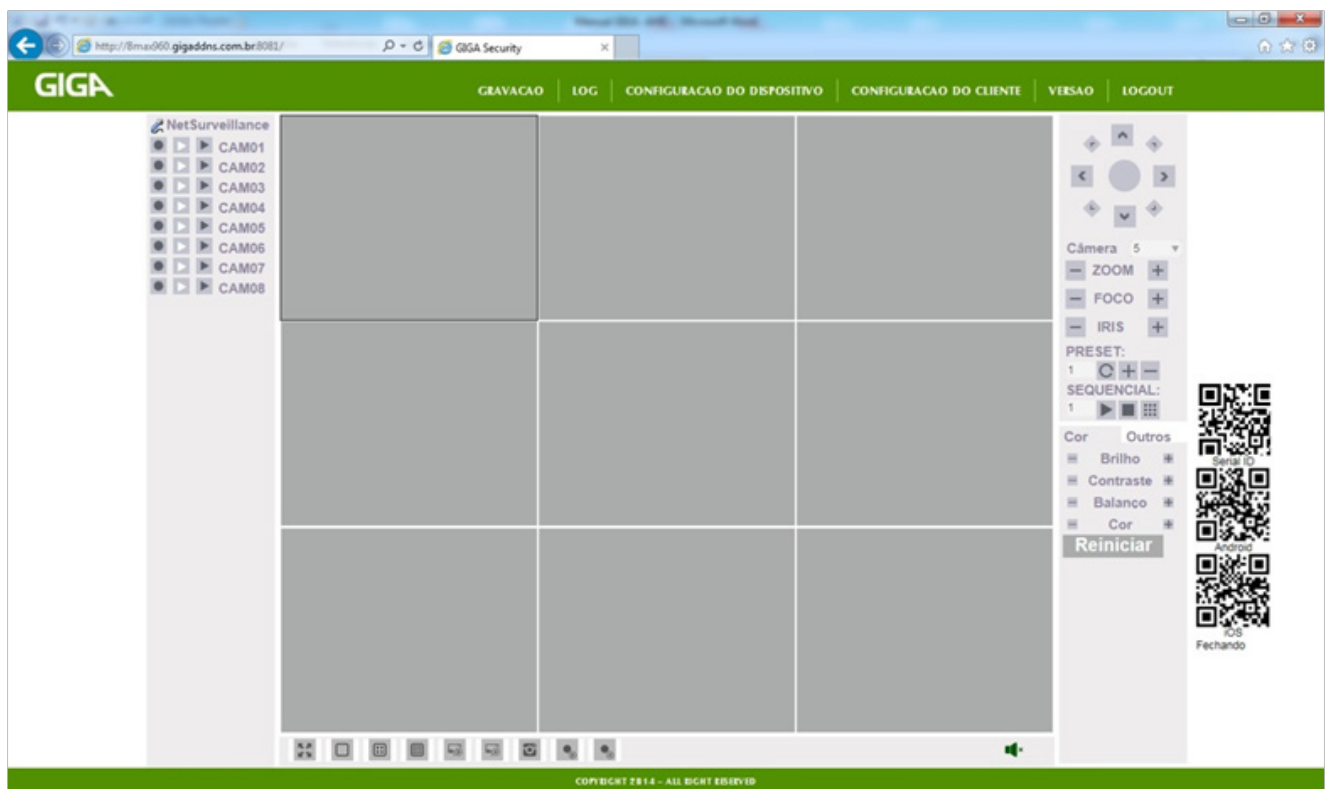 http://8max960.gigaddns.com.br:8081/
GIGA Security
GIGA
GRAVACAO
LOG
CONFIGURACAO DO DISPOSITIVO
CONFIGURACAO DO CLIENTE
VERSAO
LOGOUT
NetSurveillance
CAM01
CAM02
CAM03
CAM04
CAM05
CAM06
CAM07
CAM08
Câmera 5
ZOOM
FOCO
IRIS
PRESET:
1
SEQUENCIAL:
1
Cor Outros
Brilho
Contraste
Balanço
Cor
Reiniciar
Serial ID
Android
iOS
Fechando
COPYRIGHT 2014 - ALL RIGHT RESERVED